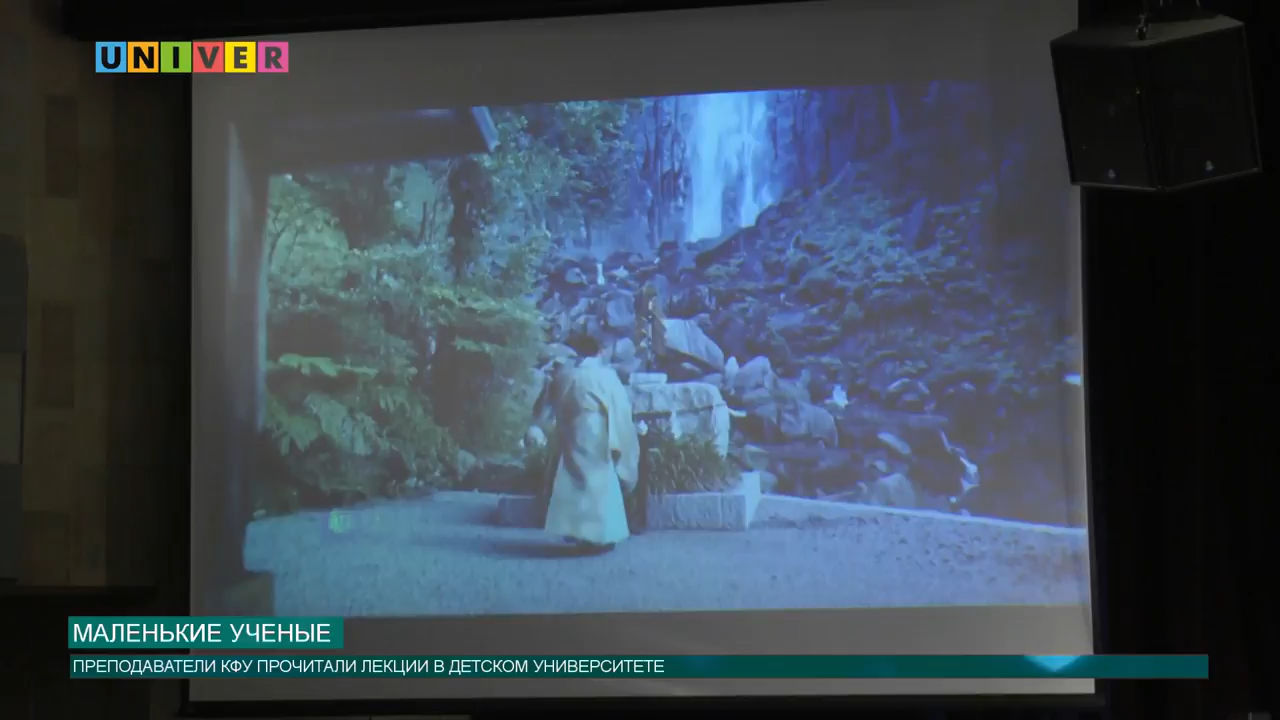 UNIVER
МАЛЕНЬКИЕ УЧЕНЫЕ
ПРЕПОДАВАТЕЛИ КФУ ПРОЧИТАЛИ ЛЕКЦИИ В ДЕТСКОМ УНИВЕРСИТЕТЕ